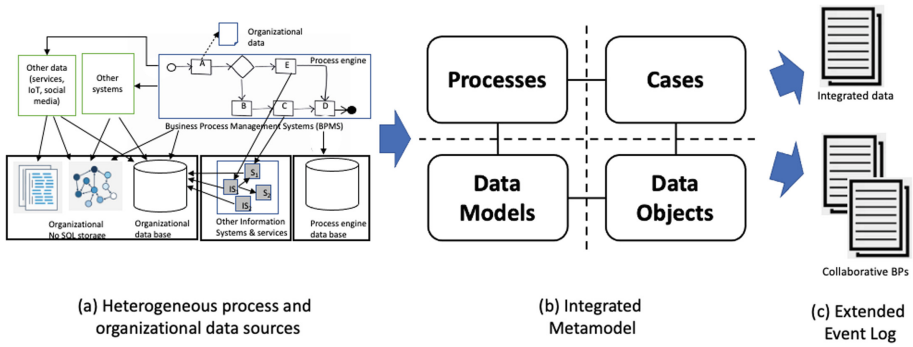 Organizational
data
Other data
(services,
IoT, social
media)
Other
systems
Process engine
A
E
B
C
D
Business Process Management Systems (BPMS)
Organizational
No SQL storage
Organizational
data base
IS
IS
S1
S2
Other Information
Systems & services
Process engine
data base
(a) Heterogeneous process and
organizational data sources
Processes
Cases
Data
Models
Data
Objects
(b) Integrated
Metamodel
Integrated data
Collaborative BPs
(c) Extended
Event Log